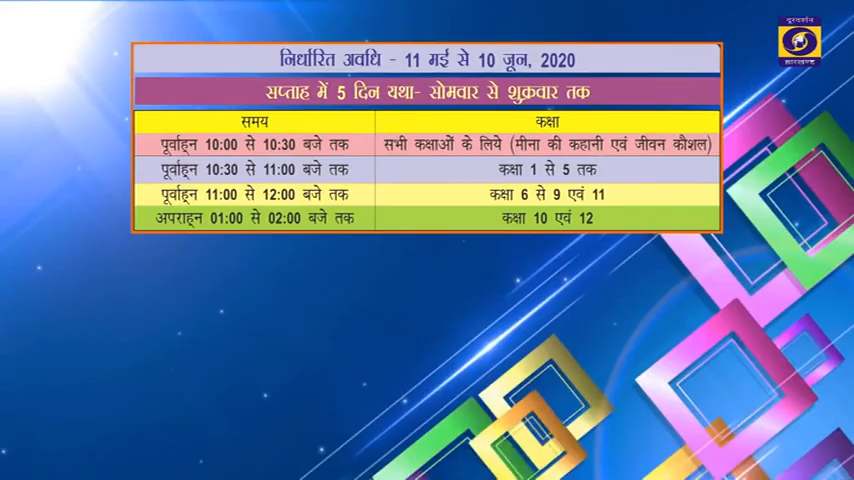 दूरदर्शन
झारखण्ड
निर्धारित अवधि - 11 मई से 10 जून, 2020
सप्ताह में 5 दिन यथा- सोमवार से शुक्रवार तक
समय कक्षा
पूर्वाह्न 10:00 से 10:30 बजे तक सभी कक्षाओं के लिये (मीना की कहानी एवं जीवन कौशल)
पूर्वाह्न 10:30 से 11:00 बजे तक कक्षा 1 से 5 तक
पूर्वाह्न 11:00 से 12:00 बजे तक कक्षा 6 से 9 एवं 11
अपराह्न 01:00 से 02:00 बजे तक कक्षा 10 एवं 12